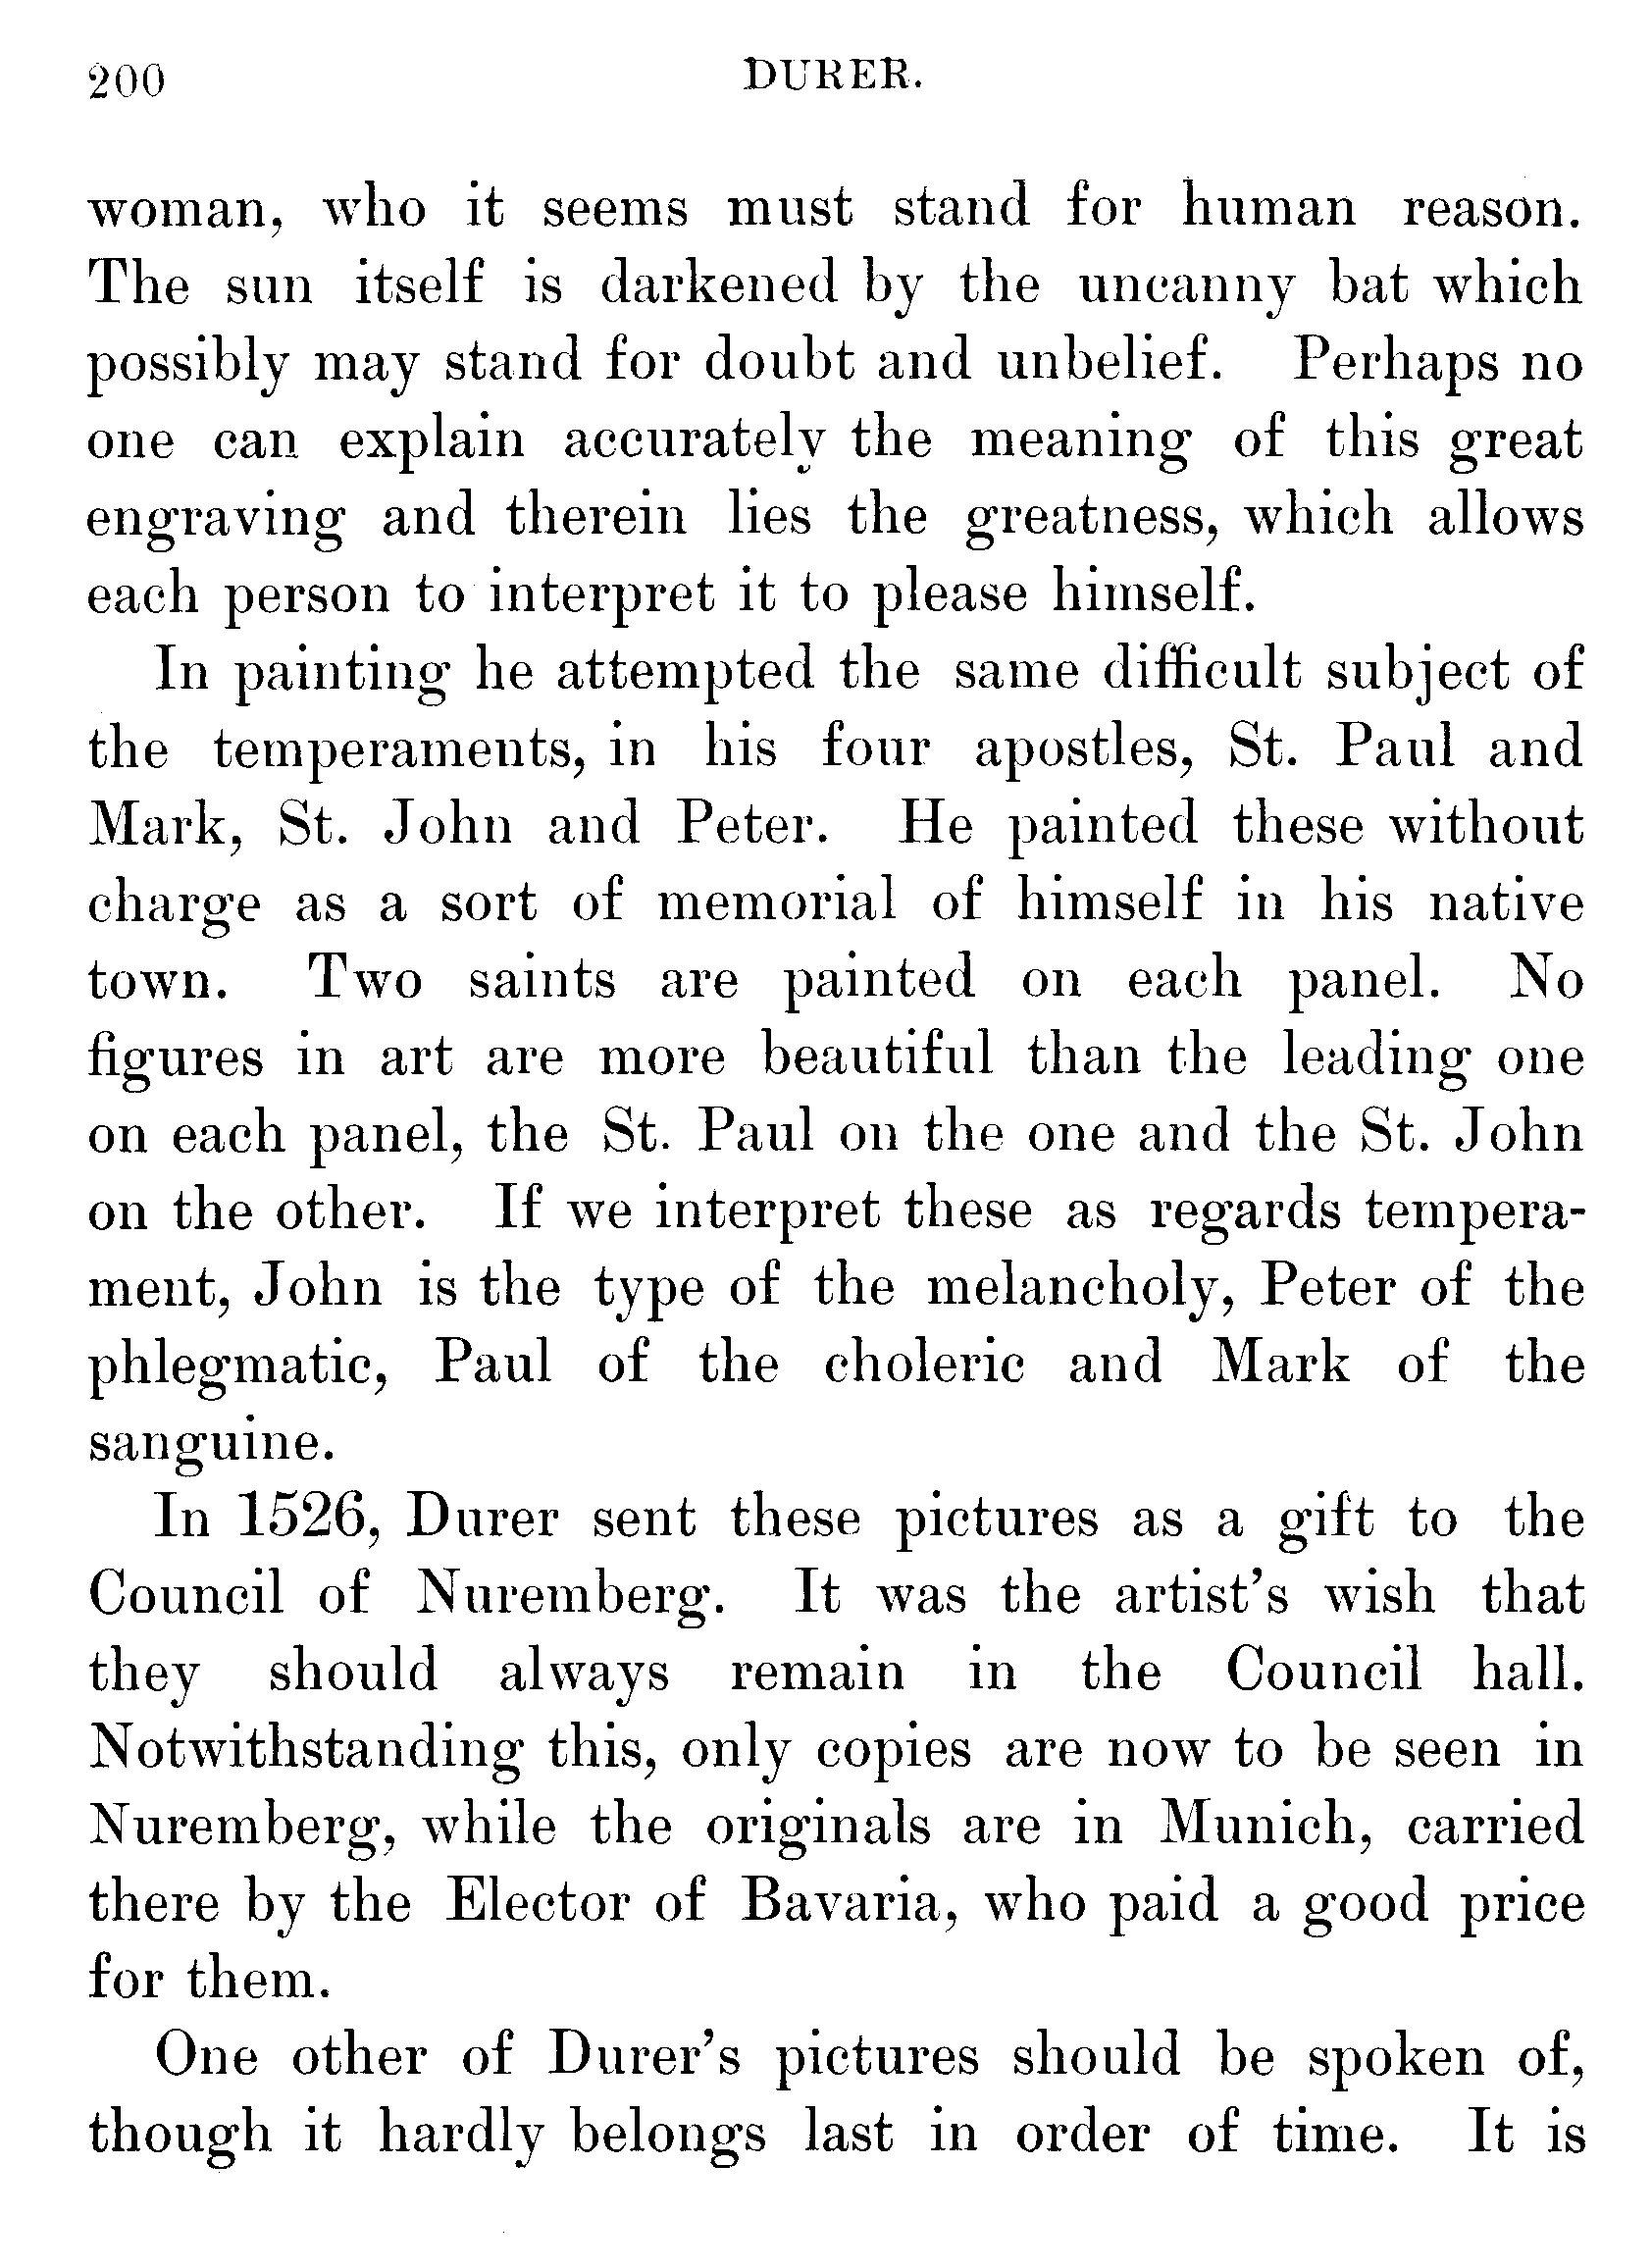 200 DURER.
woman, who it seems must stand for human reason.
The sun itself is darkened by the uncanny bat which
possibly may stand for doubt and unbelief. Perhaps no
one can explain accurately the meaning of this great
engraving and therein lies the greatness, which allows
each person to interpret it to please himself.
In painting he attempted the same difficult subject of
the temperaments, in his four apostles, St. Paul and
Mark, St. John and Peter. He painted these without
charge as a sort of memorial of himself in his native
town. Two saints are painted on each panel. No
figures in art are more beautiful than the leading one
on each panel, the St. Paul on the one and the St. John
on the other. If we interpret these as regards tempera-
ment, John is the type of the melancholy, Peter of the
phlegmatic, Paul of the choleric and Mark of the
sanguine.
In 1526, Durer sent these pictures as a gift to the
Council of Nuremberg. It was the artist's wish that
they should always remain in the Council hall.
Notwithstanding this, only copies are now to be seen in
Nuremberg, while the originals are in Munich, carried
there by the Elector of Bavaria, who paid a good price
for them.
One other of Durer's pictures should be spoken of,
though it hardly belongs last in order of time. It is